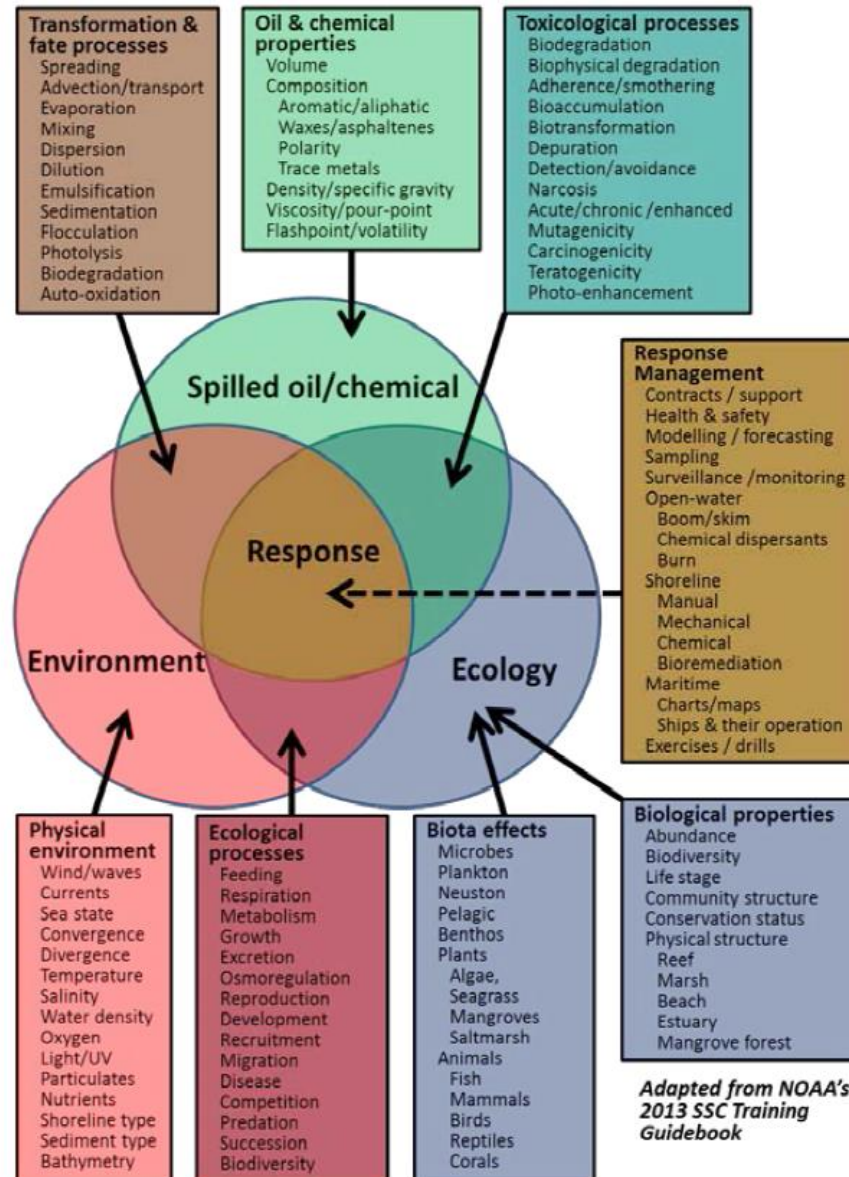 Transformation &
fate processes
Spreading
Advection/transport
Evaporation
Mixing
Dispersion
Dilution
Emulsification
Sedimentation
Flocculation
Photolysis
Biodegradation
Auto-oxidation
Oil & chemical
properties
Volume
Composition
Aromatic/aliphatic
Waxes/asphaltenes
Polarity
Trace metals
Density/specific gravity
Viscosity/pour-point
Flashpoint/volatility
Toxicological processes
Biodegradation
Biophysical degradation
Adherence/smothering
Bioaccumulation
Biotransformation
Depuration
Detection/avoidance
Narcosis
Acute/chronic /enhanced
Mutagenicity
Carcinogenicity
Teratogenicity
Photo-enhancement
Spilled oil/chemical
Response
Environment
Ecology
Response
Management
Contracts / support
Health & safety
Modelling / forecasting
Sampling
Surveillance /monitoring
Open-water
Boom/skim
Chemical dispersants
Burn
Shoreline
Manual
Mechanical
Chemical
Bioremediation
Maritime
Charts/maps
Ships & their operation
Exercises / drills
Physical
environment
Wind/waves
Currents
Sea state
Convergence
Divergence
Temperature
Salinity
Water density
Oxygen
Light/UV
Particulates
Nutrients
Shoreline type
Sediment type
Bathymetry
Ecological
processes
Feeding
Respiration
Metabolism
Growth
Excretion
Osmoregulation
Reproduction
Development
Recruitment
Migration
Disease
Competition
Predation
Succession
Biodiversity
Biota effects
Microbes
Plankton
Neuston
Pelagic
Benthos
Plants
Algae,
Seagrass
Mangroves
Saltmarsh
Animals
Fish
Mammals
Birds
Reptiles
Corals
Biological properties
Abundance
Biodiversity
Life stage
Community structure
Conservation status
Physical structure
Reef
Marsh
Beach
Estuary
Mangrove forest
Adapted from NOAA's
2013 SSC Training
Guidebook